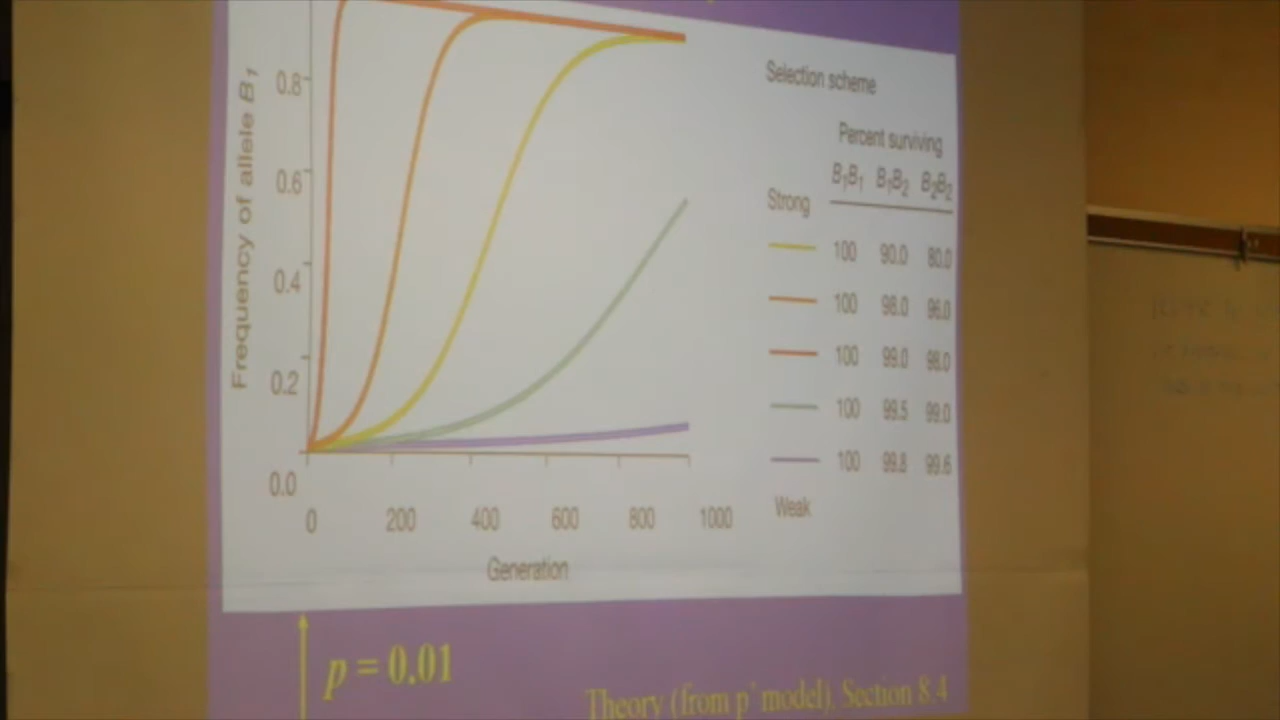 Frequency of allele B1
0.8
0.6
0.4
0.2
0.0
0 200 400 600 800 1000
Generation
Selection scheme
Percent surviving
B1B1 B1B2 B2B2
Strong
100 90.0 80.0
100 98.0 96.0
100 99.0 98.0
100 99.5 99.0
100 99.8 99.6
Weak
p = 0.01
Theory (from p' model), Section 8.4